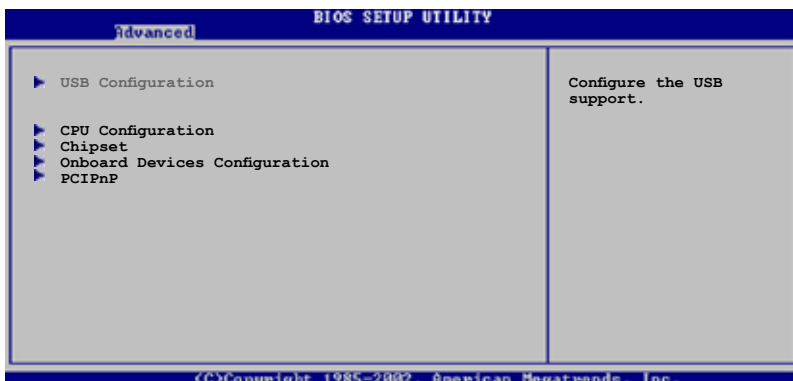 BIOS SETUP UTILITY
Advanced
USB Configuration
CPU Configuration
Chipset
Onboard Devices Configuration
PCIPnP
Configure the USB
support.
(C)Copyright 1985-2002, American Megatrends, Inc.